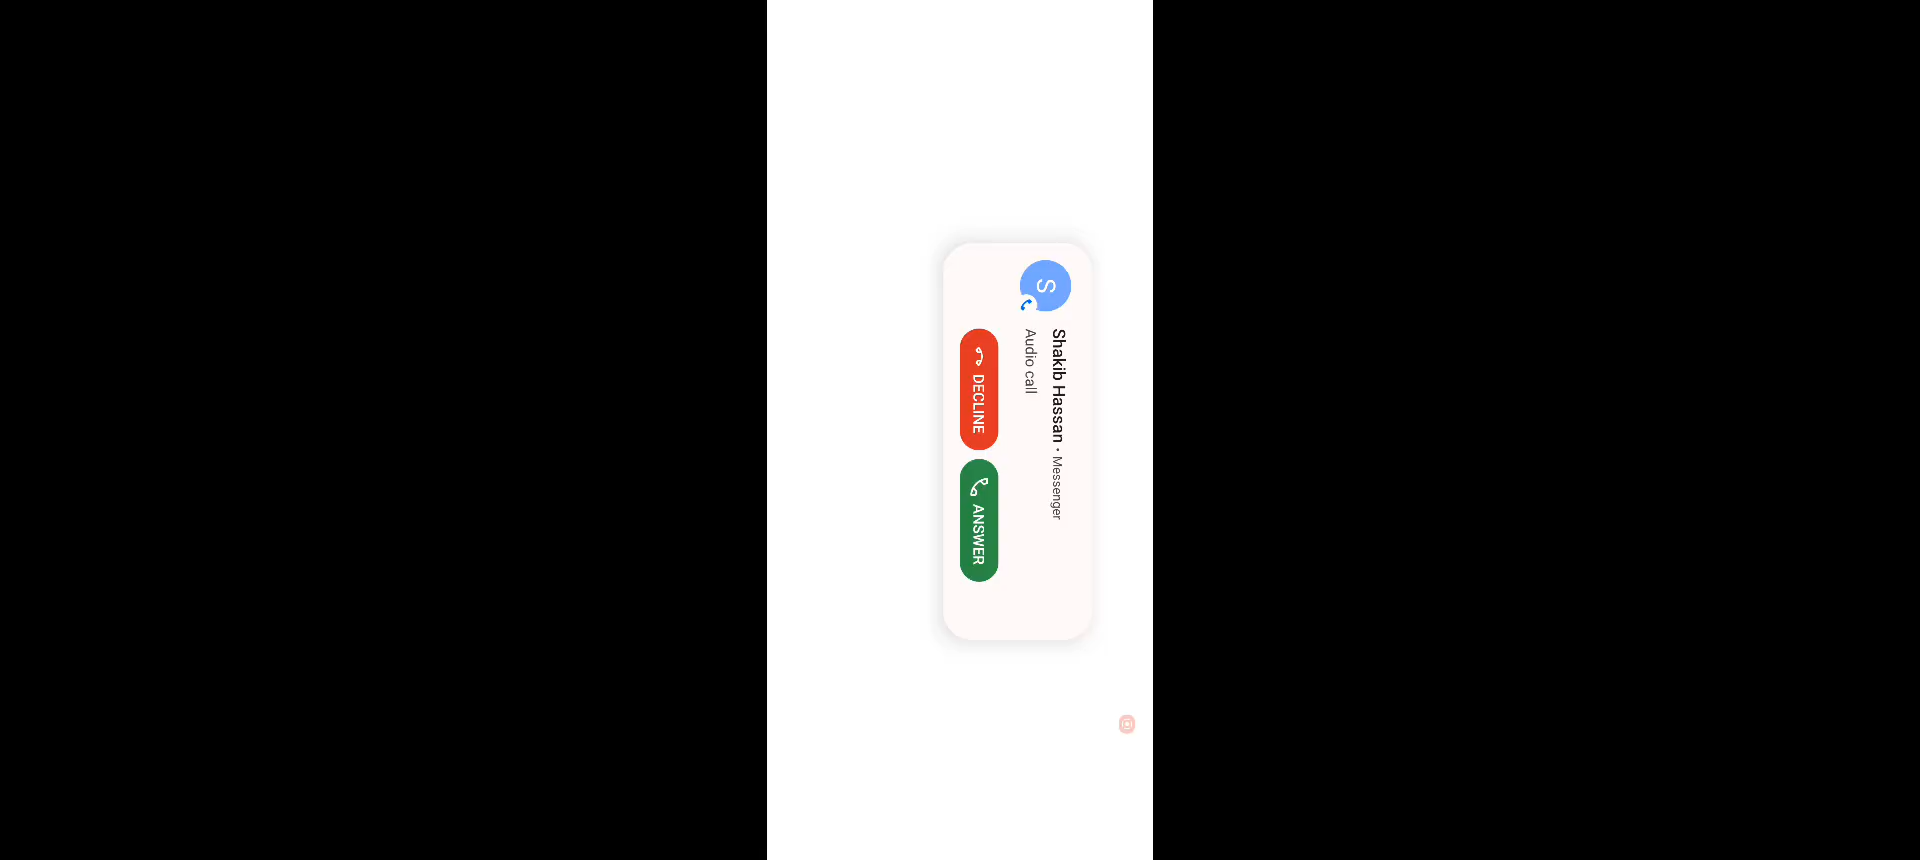 S
Shakib Hassan • Messenger
Audio call
DECLINE
ANSWER